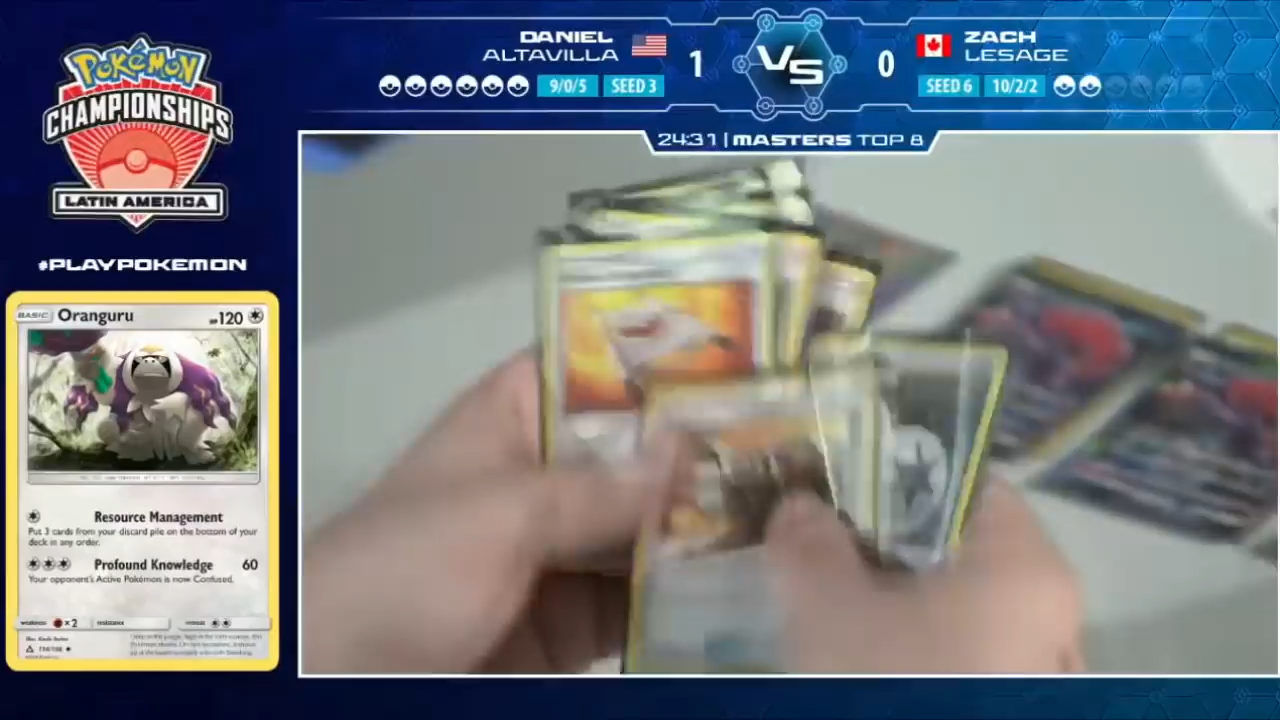 Pokémon
CHAMPIONSHIPS
LATIN AMERICA
#PLAYPOKEMON
DANIEL
ALTAVILLA
1
VS
0
ZACH
LESAGE
9/0/5
SEED 3
SEED 6
10/2/2
24:31 | MASTERS TOP 8
BASIC Oranguru HP 120
Resource Management
Put 3 cards from your discard pile on the bottom of your
deck in any order.
Profound Knowledge 60
Your opponent's Active Pokémon is now Confused.
weakness x2 resistance